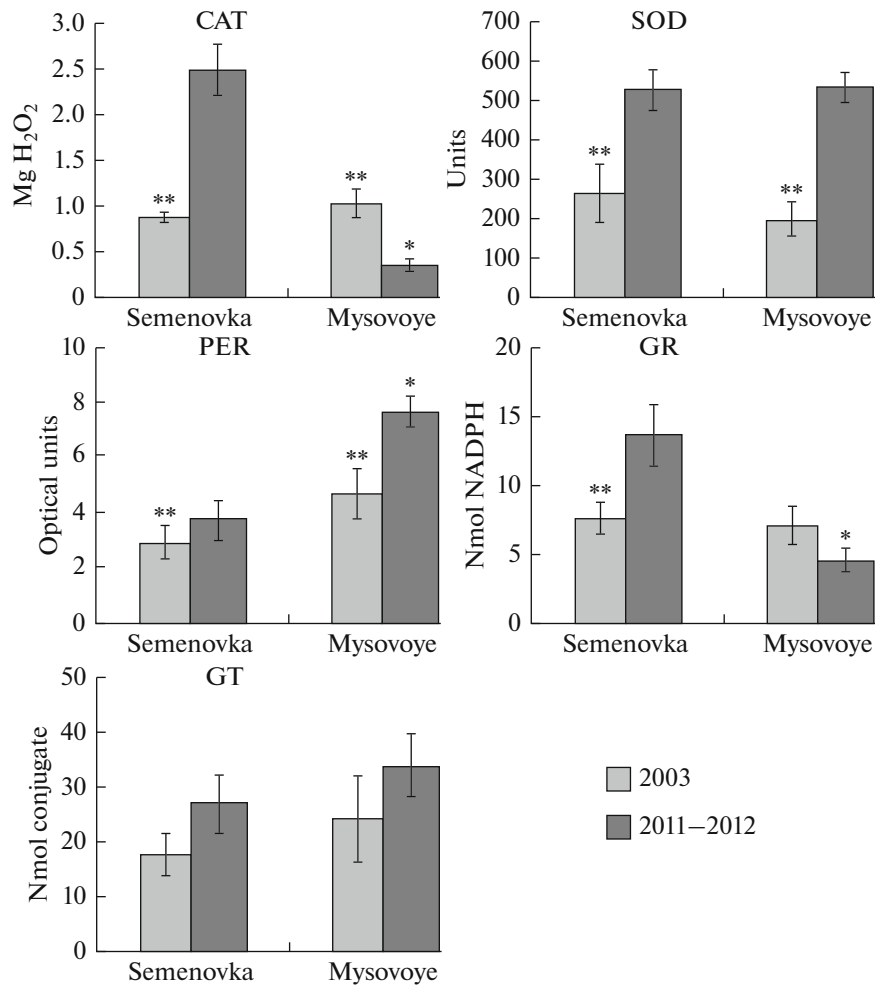 CAT
3.0
2.5
2.0
1.5
1.0
0.5
0
Mg H₂O₂
**
**
*
Semenovka Mysovoye
SOD
700
600
500
400
300
200
100
0
Units
**
**
Semenovka Mysovoye
PER
10
8
6
4
2
0
Optical units
**
**
*
Semenovka Mysovoye
GR
20
15
10
5
0
Nmol NADPH
**
*
Semenovka Mysovoye
GT
50
40
30
20
10
0
Nmol conjugate
Semenovka Mysovoye
2003
2011–2012